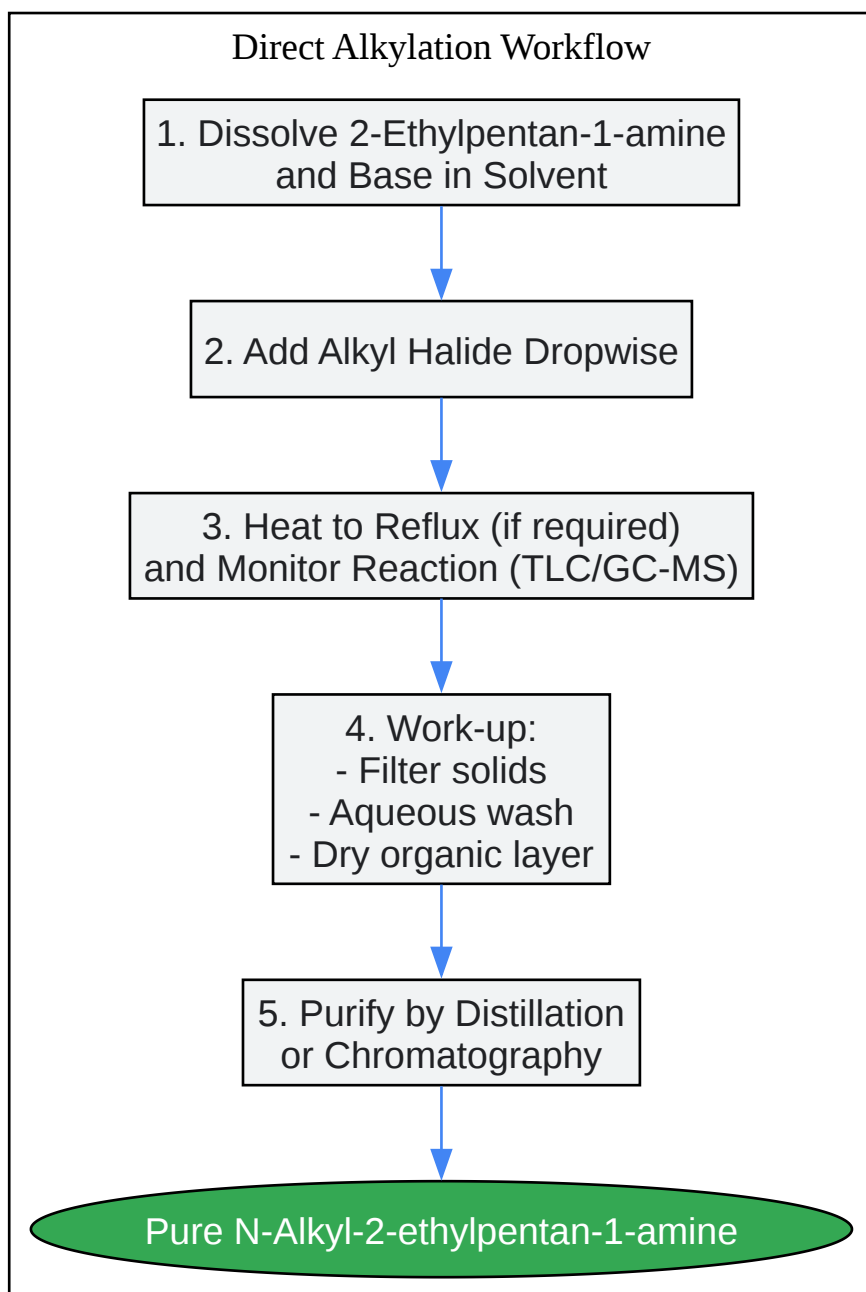 Direct Alkylation Workflow
1. Dissolve 2-Ethylpentan-1-amine
and Base in Solvent
2. Add Alkyl Halide Dropwise
3. Heat to Reflux (if required)
and Monitor Reaction (TLC/GC-MS)
4. Work-up:
- Filter solids
- Aqueous wash
- Dry organic layer
5. Purify by Distillation
or Chromatography
Pure N-Alkyl-2-ethylpentan-1-amine